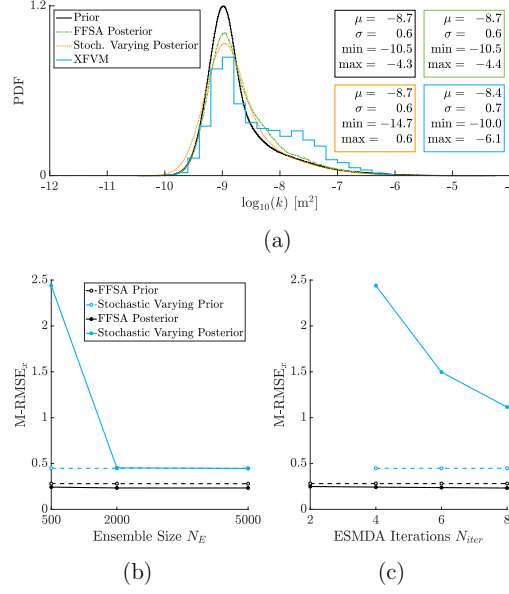 1.2
PDF
0
Prior
FFSA Posterior
Stoch. Varying Posterior
XFVM
μ = −8.7
σ = 0.6
min = −10.5
max = −4.3
μ = −8.7
σ = 0.6
min = −10.5
max = −4.4
μ = −8.7
σ = 0.6
min = −14.7
max = 0.6
μ = −8.4
σ = 0.7
min = −10.0
max = −6.1
-12 -11 -10 -9 -8 -7 -6 -5 -4
log₁₀(k) [m²]
(a)
2.5
2
1.5
1
0.5
0
M-RMSEₓ
FFSA Prior
Stochastic Varying Prior
FFSA Posterior
Stochastic Varying Posterior
500 2000 5000
Ensemble Size N_E
(b)
2.5
2
1.5
1
0.5
0
M-RMSEₓ
2 4 6 8
ESMDA Iterations N_iter
(c)